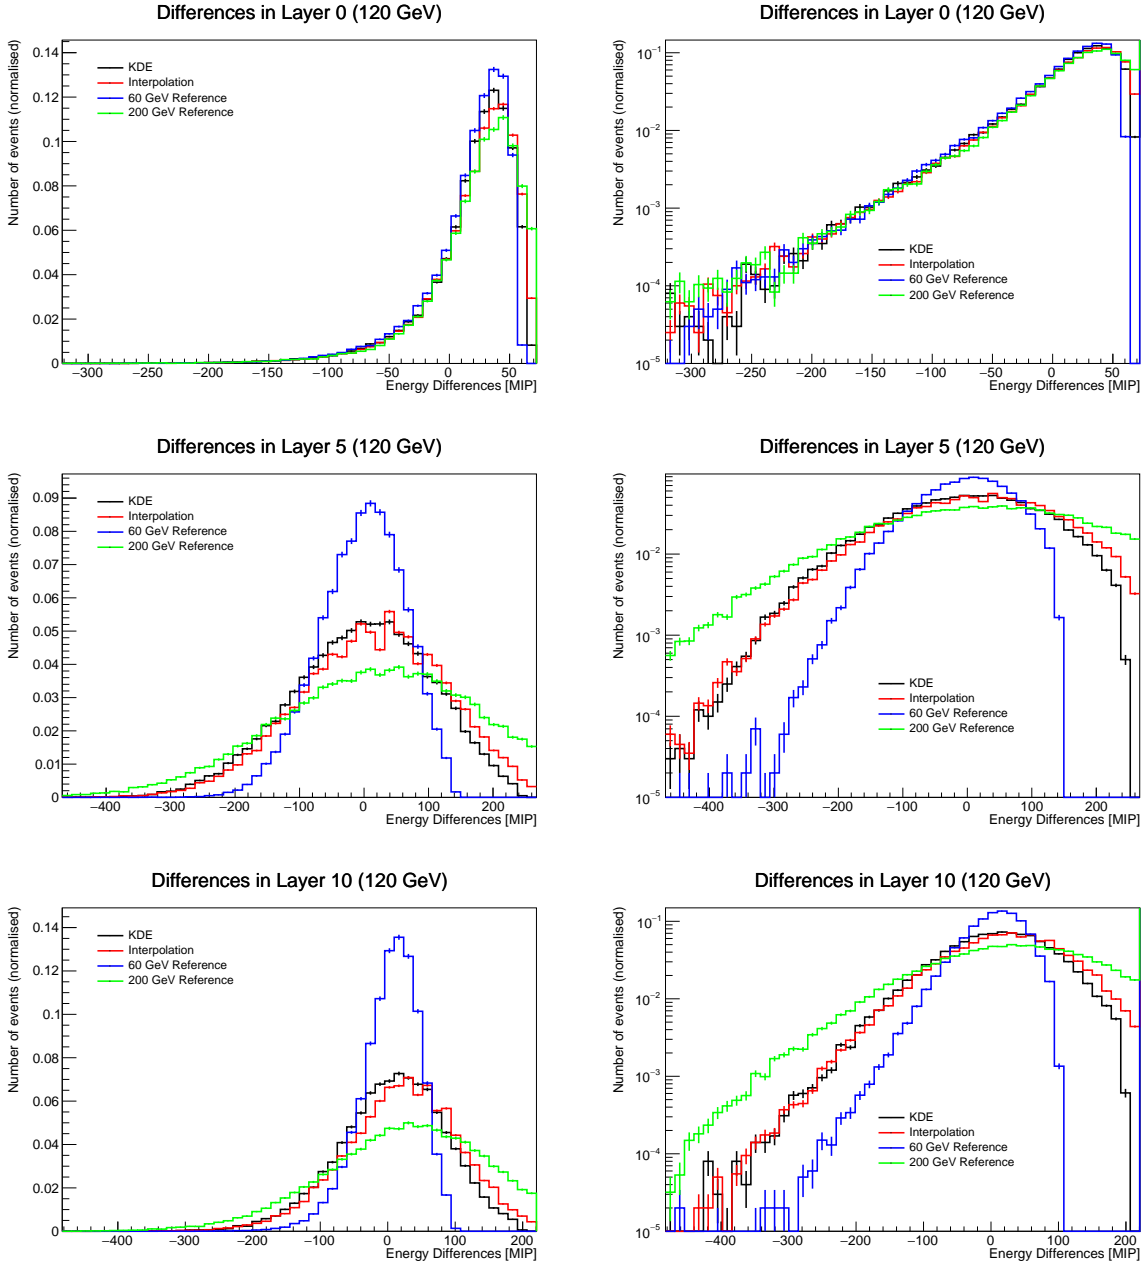 Differences in Layer 0 (120 GeV)
Number of events (normalised)
0.14
0.12
0.1
0.08
0.06
0.04
0.02
0
KDE
Interpolation
60 GeV Reference
200 GeV Reference
−300 −250 −200 −150 −100 −50 0 50
Energy Differences [MIP]
Differences in Layer 0 (120 GeV)
Number of events (normalised)
10−1
10−2
10−3
10−4
10−5
KDE
Interpolation
60 GeV Reference
200 GeV Reference
−300 −250 −200 −150 −100 −50 0 50
Energy Differences [MIP]
Differences in Layer 5 (120 GeV)
Number of events (normalised)
0.09
0.08
0.07
0.06
0.05
0.04
0.03
0.02
0.01
0
KDE
Interpolation
60 GeV Reference
200 GeV Reference
−400 −300 −200 −100 0 100 200
Energy Differences [MIP]
Differences in Layer 5 (120 GeV)
Number of events (normalised)
10−2
10−3
10−4
10−5
KDE
Interpolation
60 GeV Reference
200 GeV Reference
−400 −300 −200 −100 0 100 200
Energy Differences [MIP]
Differences in Layer 10 (120 GeV)
Number of events (normalised)
0.14
0.12
0.1
0.08
0.06
0.04
0.02
0
KDE
Interpolation
60 GeV Reference
200 GeV Reference
−400 −300 −200 −100 0 100 200
Energy Differences [MIP]
Differences in Layer 10 (120 GeV)
Number of events (normalised)
10−1
10−2
10−3
10−4
10−5
KDE
Interpolation
60 GeV Reference
200 GeV Reference
−400 −300 −200 −100 0 100 200
Energy Differences [MIP]